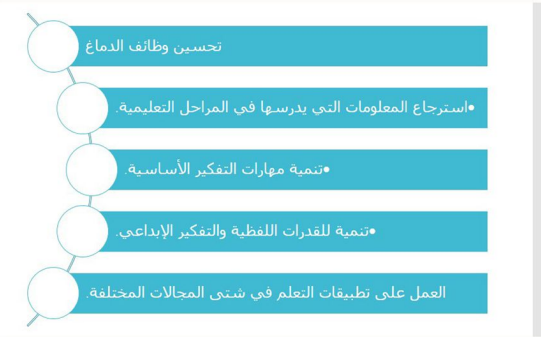 تحسين وظائف الدماغ
•استرجاع المعلومات التي يدرسها في المراحل التعليمية.
•تنمية مهارات التفكير الأساسية.
•تنمية للقدرات اللفظية والتفكير الإبداعي.
العمل على تطبيقات التعلم في شتى المجالات المختلفة.